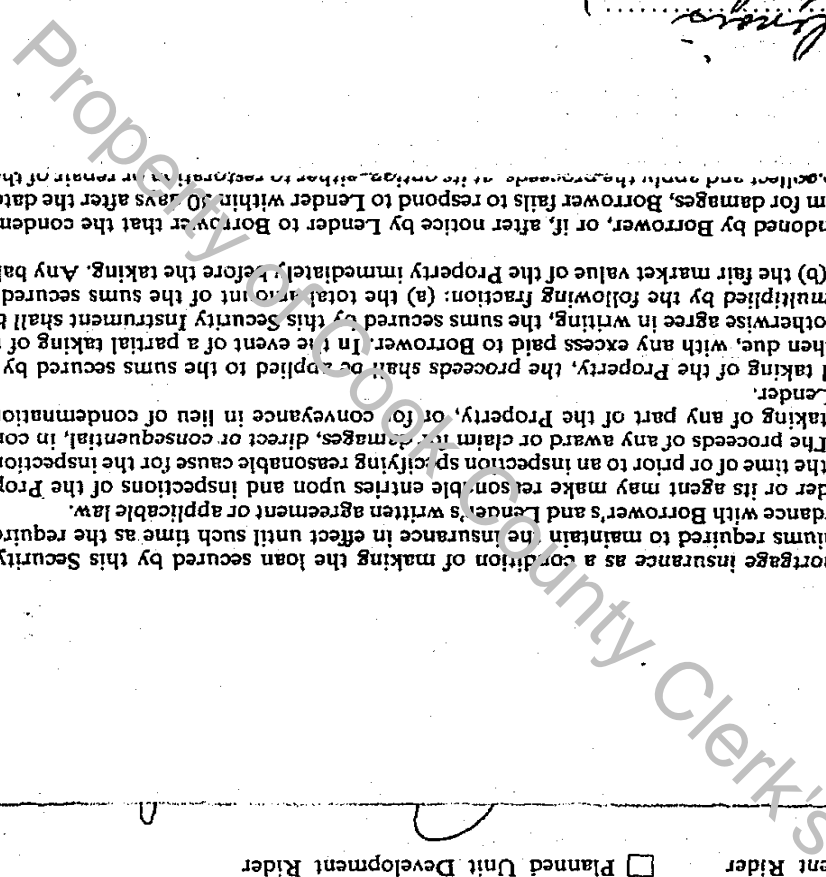 ent Rider ☐ Planned Unit Development Rider
ortgage insurance as a condition of making the loan secured by this Security
iums required to maintain the insurance in effect until such time as the require
dance with Borrower's and Lender's written agreement or applicable law.
der or its agent may make reasonable entries upon and inspections of the Prop
the time of or prior to an inspection specifying reasonable cause for the inspection
The proceeds of any award or claim for damages, direct or consequential, in con
taking of any part of the Property, or for conveyance in lieu of condemnation
Lender.
l taking of the Property, the proceeds shall be applied to the sums secured by
hen due, with any excess paid to Borrower. In the event of a partial taking of
otherwise agree in writing, the sums secured by this Security Instrument shall b
multiplied by the following fraction: (a) the total amount of the sums secured
(b) the fair market value of the Property immediately before the taking. Any bal
ndoned by Borrower, or if, after notice by Lender to Borrower that the condem
m for damages, Borrower fails to respond to Lender within 30 days after the date
collect and apply the proceeds, at its option, either to restoration or repair of th
Property of Cook County Clerk's